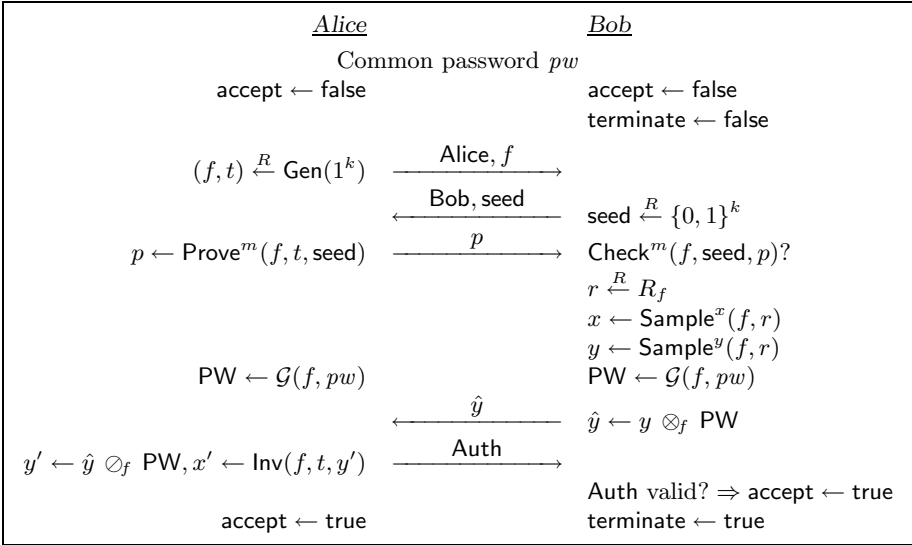 Alice Bob
Common password pw
accept ← false accept ← false
terminate ← false
(f, t) ←R Gen(1^k) Alice, f
Bob, seed seed ←R {0, 1}^k
p ← Prove^m(f, t, seed) p Check^m(f, seed, p)?
r ←R R_f
x ← Sample^x(f, r)
y ← Sample^y(f, r)
PW ← 𝒢(f, pw) PW ← 𝒢(f, pw)
ŷ ŷ ← y ⊗_f PW
y′ ← ŷ ⊘_f PW, x′ ← Inv(f, t, y′) Auth
Auth valid? ⇒ accept ← true
accept ← true terminate ← true